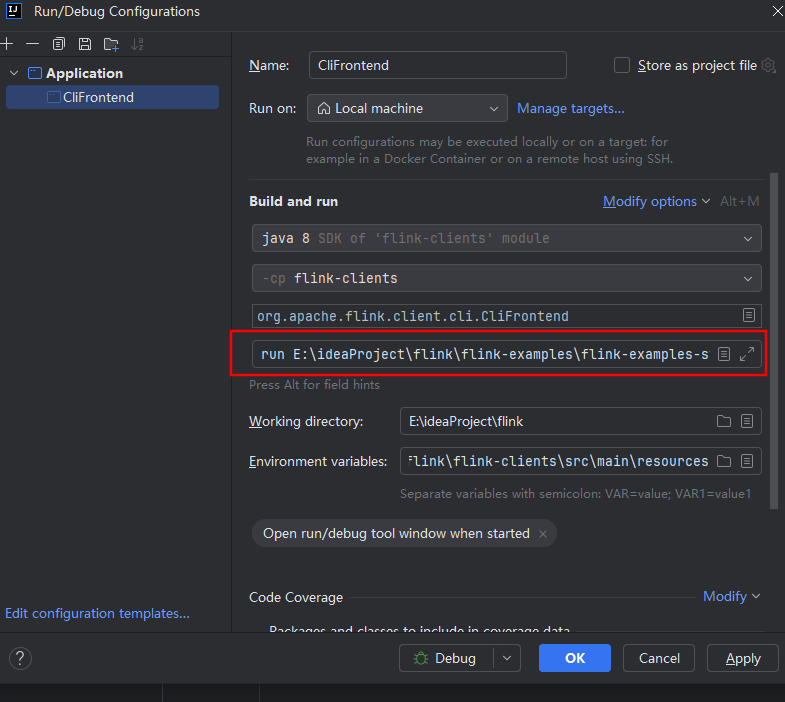 IJ Run/Debug Configurations
Application
CliFrontend
Name: CliFrontend Store as project file
Run on: Local machine Manage targets...
Run configurations may be executed locally or on a target: for
example in a Docker Container or on a remote host using SSH.
Build and run Modify options Alt+M
java 8 SDK of 'flink-clients' module
-cp flink-clients
org.apache.flink.client.cli.CliFrontend
run E:\ideaProject\flink\flink-examples\flink-examples-s
Press Alt for field hints
Working directory: E:\ideaProject\flink
Environment variables: flink\flink-clients\src\main\resources
Separate variables with semicolon: VAR=value; VAR1=value1
Open run/debug tool window when started
Code Coverage Modify
Packages and classes to include in coverage data
Edit configuration templates...
? Debug OK Cancel Apply